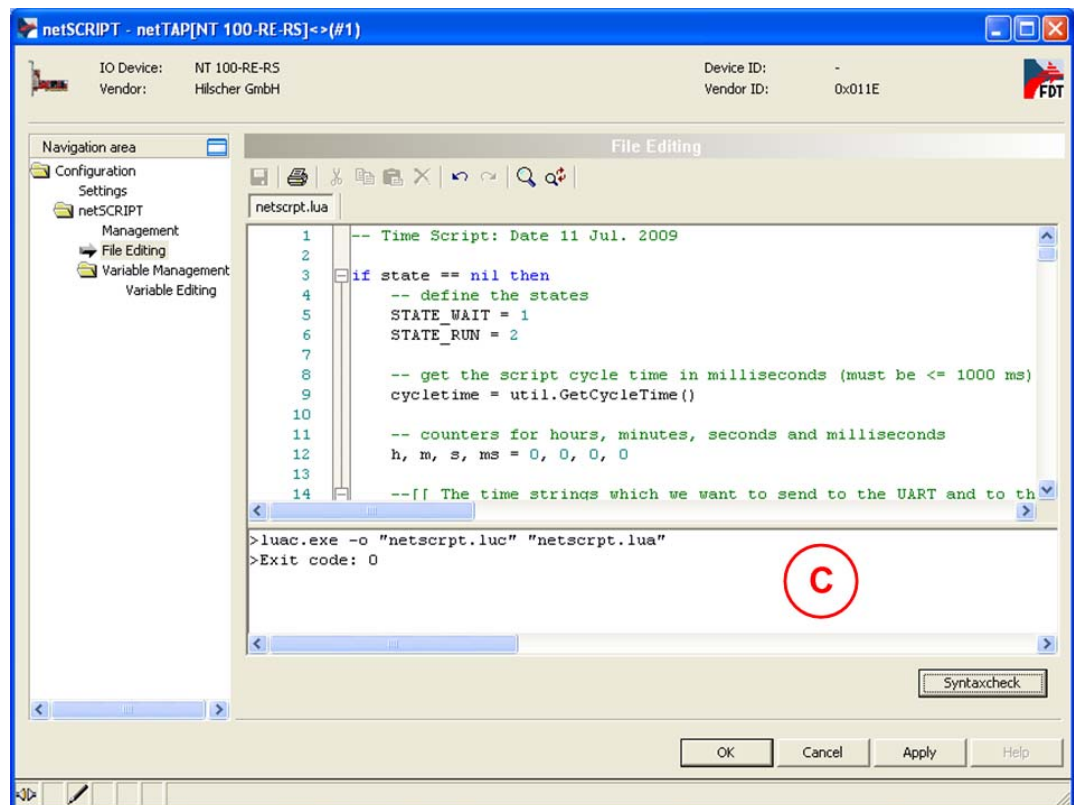 netSCRIPT - netTAP[NT 100-RE-RS]<>(#1)
IO Device: NT 100-RE-RS Device ID: -
Vendor: Hilscher GmbH Vendor ID: 0x011E
FDT
Navigation area
Configuration
Settings
netSCRIPT
Management
File Editing
Variable Management
Variable Editing
File Editing
netscrpt.lua
1 -- Time Script: Date 11 Jul. 2009
2
3 if state == nil then
4 -- define the states
5 STATE_WAIT = 1
6 STATE_RUN = 2
7
8 -- get the script cycle time in milliseconds (must be <= 1000 ms)
9 cycletime = util.GetCycleTime()
10
11 -- counters for hours, minutes, seconds and milliseconds
12 h, m, s, ms = 0, 0, 0, 0
13
14 --[[ The time strings which we want to send to the UART and to th
>luac.exe -o "netscrpt.luc" "netscrpt.lua"
>Exit code: 0
C
Syntaxcheck
OK Cancel Apply Help